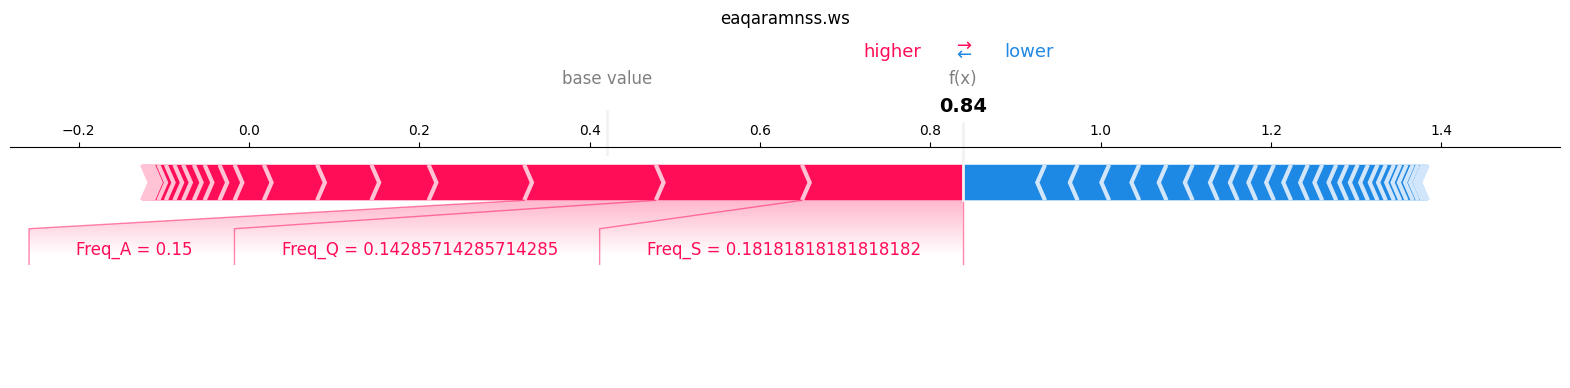 eaqaramnss.ws
higher → ← lower
base value f(x)
0.84
−0.2 0.0 0.2 0.4 0.6 0.8 1.0 1.2 1.4
Freq_A = 0.15 Freq_Q = 0.14285714285714285 Freq_S = 0.18181818181818182